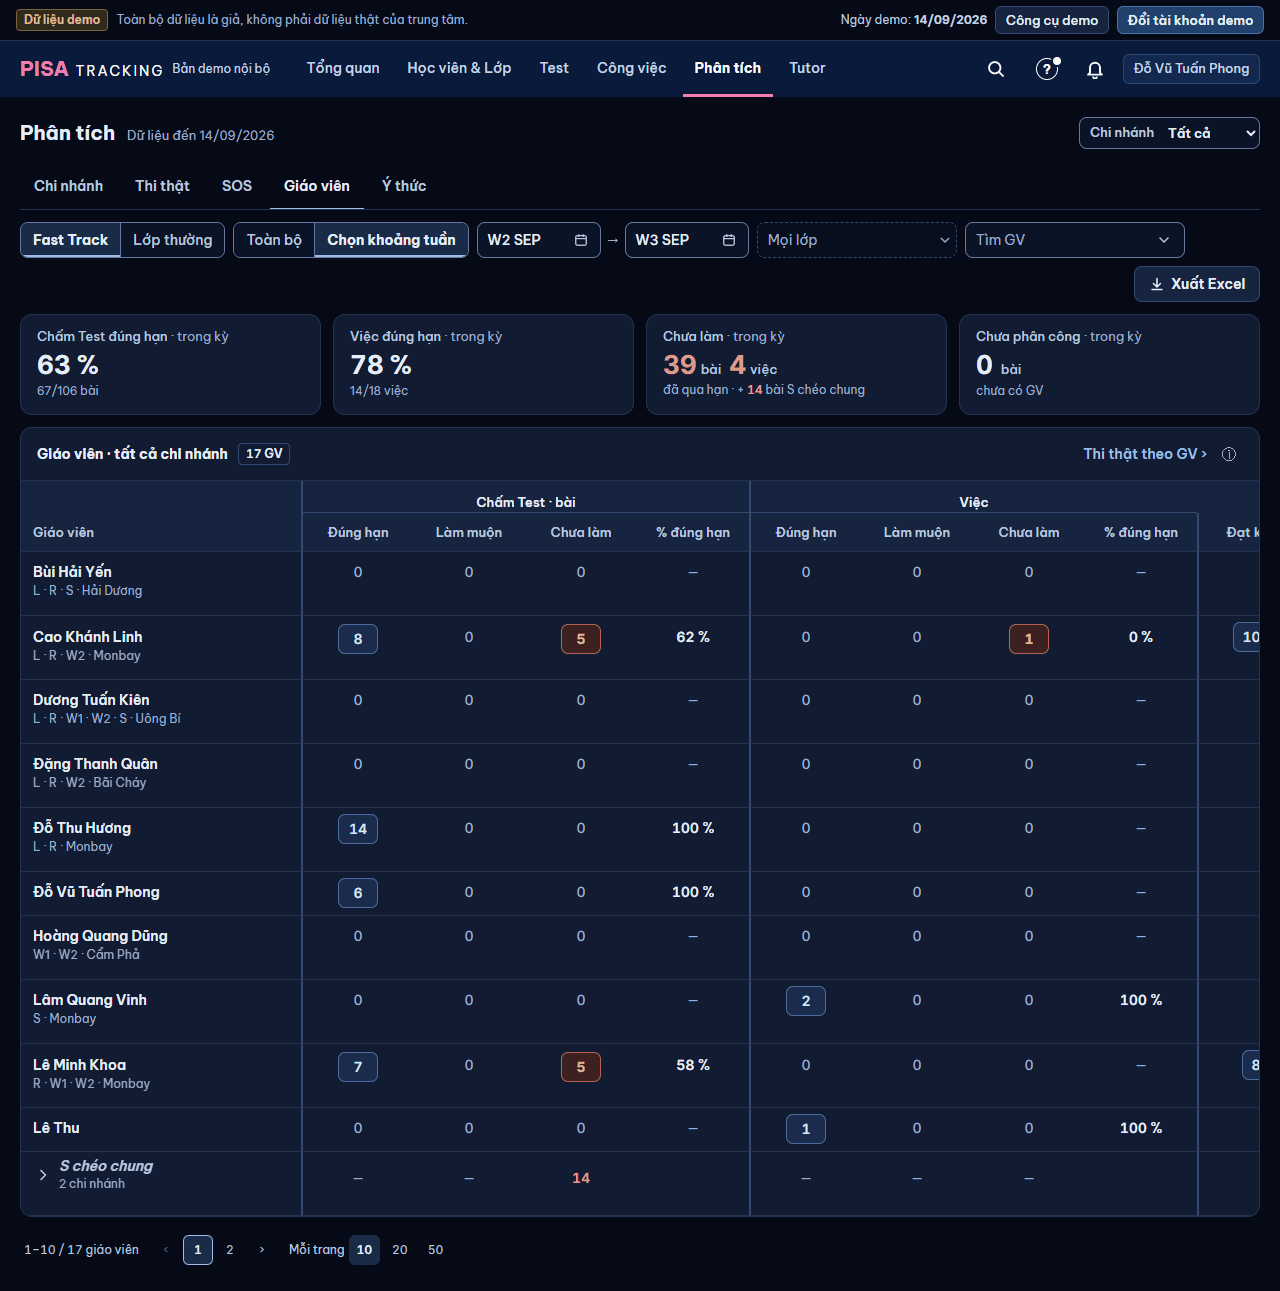 Dữ liệu demo Toàn bộ dữ liệu là giả, không phải dữ liệu thật của trung tâm. Ngày demo: 14/09/2026 Công cụ demo Đổi tài khoản demo
PISA TRACKING Bản demo nội bộ Tổng quan Học viên & Lớp Test Công việc Phân tích Tutor ? Đỗ Vũ Tuấn Phong
Phân tích Dữ liệu đến 14/09/2026 Chi nhánh Tất cả
Chi nhánh Thi thật SOS Giáo viên Ý thức
Fast Track Lớp thường Toàn bộ Chọn khoảng tuần W2 SEP → W3 SEP Mọi lớp Tìm GV
Xuất Excel
Chấm Test đúng hạn · trong kỳ Việc đúng hạn · trong kỳ Chưa làm · trong kỳ Chưa phân công · trong kỳ
63 % 78 % 39 bài 4 việc 0 bài
67/106 bài 14/18 việc đã qua hạn · + 14 bài S chéo chung chưa có GV
Giáo viên · tất cả chi nhánh 17 GV Thi thật theo GV ›
Chấm Test · bài Việc
Giáo viên Đúng hạn Làm muộn Chưa làm % đúng hạn Đúng hạn Làm muộn Chưa làm % đúng hạn Đạt k
Bùi Hải Yến 0 0 0 — 0 0 0 —
L · R · S · Hải Dương
Cao Khánh Linh 8 0 5 62 % 0 0 1 0 % 10
L · R · W2 · Monbay
Dương Tuấn Kiên 0 0 0 — 0 0 0 —
L · R · W1 · W2 · S · Uông Bí
Đặng Thanh Quân 0 0 0 — 0 0 0 —
L · R · W2 · Bãi Cháy
Đỗ Thu Hương 14 0 0 100 % 0 0 0 —
L · R · Monbay
Đỗ Vũ Tuấn Phong 6 0 0 100 % 0 0 0 —
Hoàng Quang Dũng 0 0 0 — 0 0 0 —
W1 · W2 · Cẩm Phả
Lâm Quang Vinh 0 0 0 — 2 0 0 100 %
S · Monbay
Lê Minh Khoa 7 0 5 58 % 0 0 0 — 8
R · W1 · W2 · Monbay
Lê Thu 0 0 0 — 1 0 0 100 %
S chéo chung — — 14 — — —
2 chi nhánh
1–10 / 17 giáo viên ‹ 1 2 › Mỗi trang 10 20 50